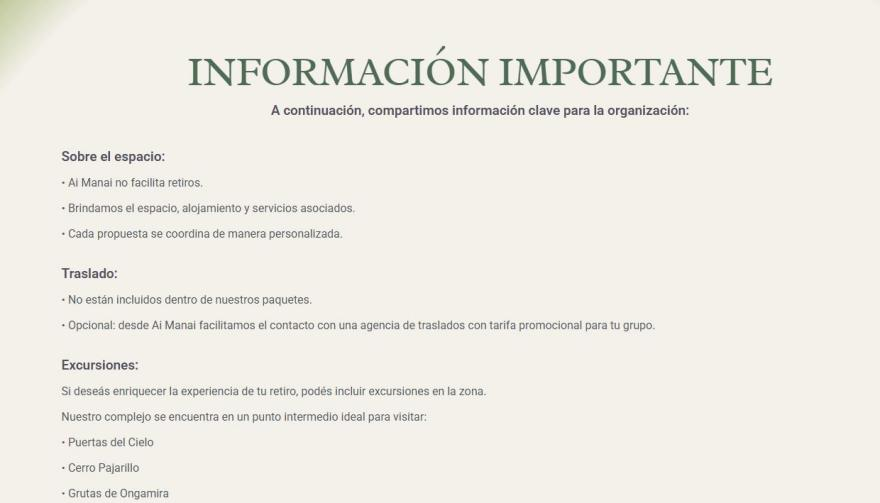 INFORMACIÓN IMPORTANTE
A continuación, compartimos información clave para la organización:
Sobre el espacio:
• Ai Manai no facilita retiros.
• Brindamos el espacio, alojamiento y servicios asociados.
• Cada propuesta se coordina de manera personalizada.
Traslado:
• No están incluidos dentro de nuestros paquetes.
• Opcional: desde Ai Manai facilitamos el contacto con una agencia de traslados con tarifa promocional para tu grupo.
Excursiones:
Si deseás enriquecer la experiencia de tu retiro, podés incluir excursiones en la zona.
Nuestro complejo se encuentra en un punto intermedio ideal para visitar:
• Puertas del Cielo
• Cerro Pajarillo
• Grutas de Ongamira